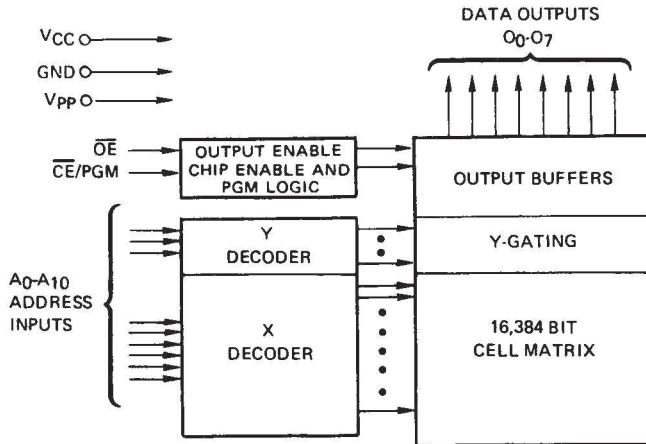 DATA OUTPUTS
O0-O7
VCC
GND
VPP
OE
CE/PGM
OUTPUT ENABLE
CHIP ENABLE AND
PGM LOGIC
OUTPUT BUFFERS
Y
DECODER
Y-GATING
A0-A10
ADDRESS
INPUTS
X
DECODER
16,384 BIT
CELL MATRIX